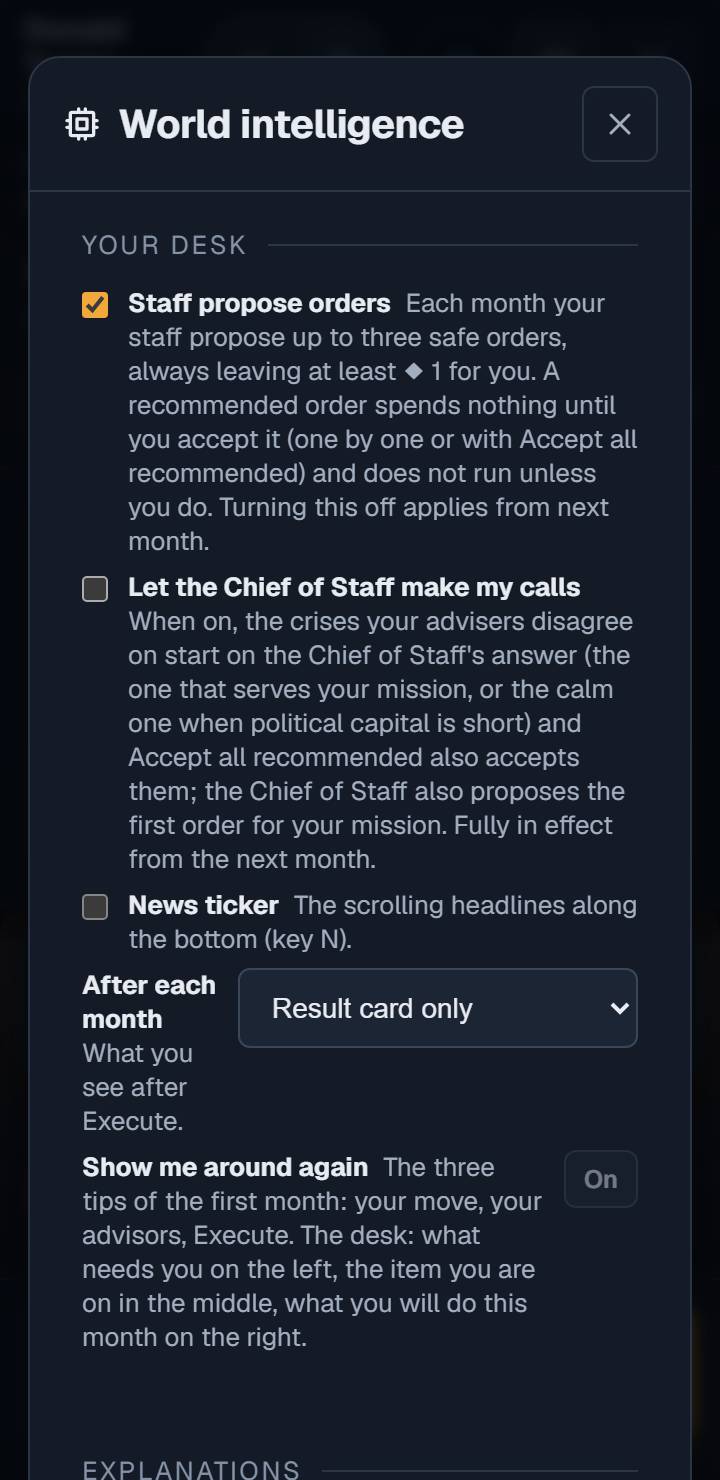 World intelligence
YOUR DESK
Staff propose orders Each month your
staff propose up to three safe orders,
always leaving at least ◆ 1 for you. A
recommended order spends nothing until
you accept it (one by one or with Accept all
recommended) and does not run unless
you do. Turning this off applies from next
month.
Let the Chief of Staff make my calls
When on, the crises your advisers disagree
on start on the Chief of Staff's answer (the
one that serves your mission, or the calm
one when political capital is short) and
Accept all recommended also accepts
them; the Chief of Staff also proposes the
first order for your mission. Fully in effect
from the next month.
News ticker The scrolling headlines along
the bottom (key N).
After each
month
What you
see after
Execute.
Result card only
Show me around again The three
tips of the first month: your move, your
advisors, Execute. The desk: what
needs you on the left, the item you are
on in the middle, what you will do this
month on the right.
On
EXPLANATIONS